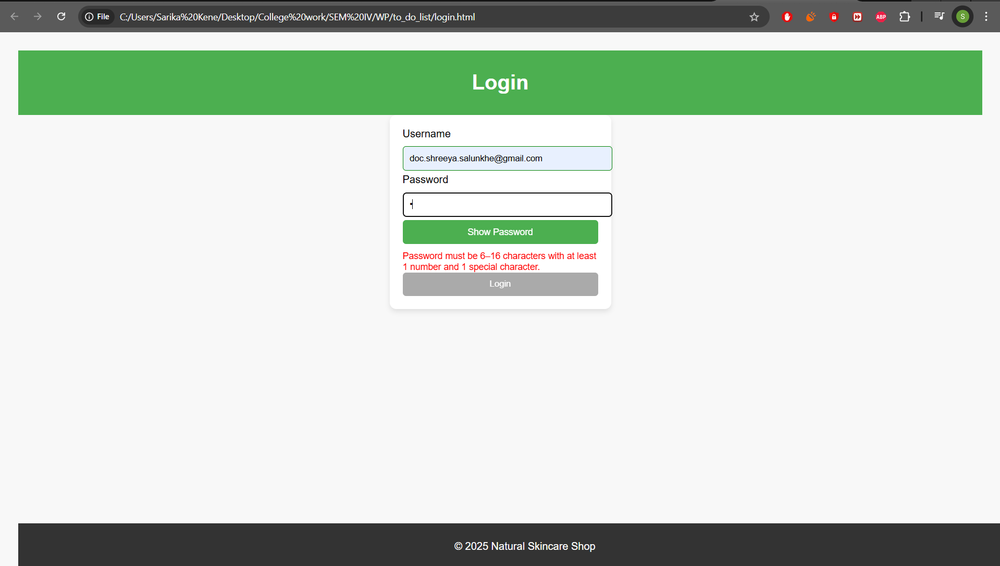 File C:/Users/Sarika%20Kene/Desktop/College%20work/SEM%20IV/WP/to_do_list/login.html
ABP
S
Login
Username
doc.shreeya.salunkhe@gmail.com
Password
•
Show Password
Password must be 6–16 characters with at least
1 number and 1 special character.
Login
© 2025 Natural Skincare Shop